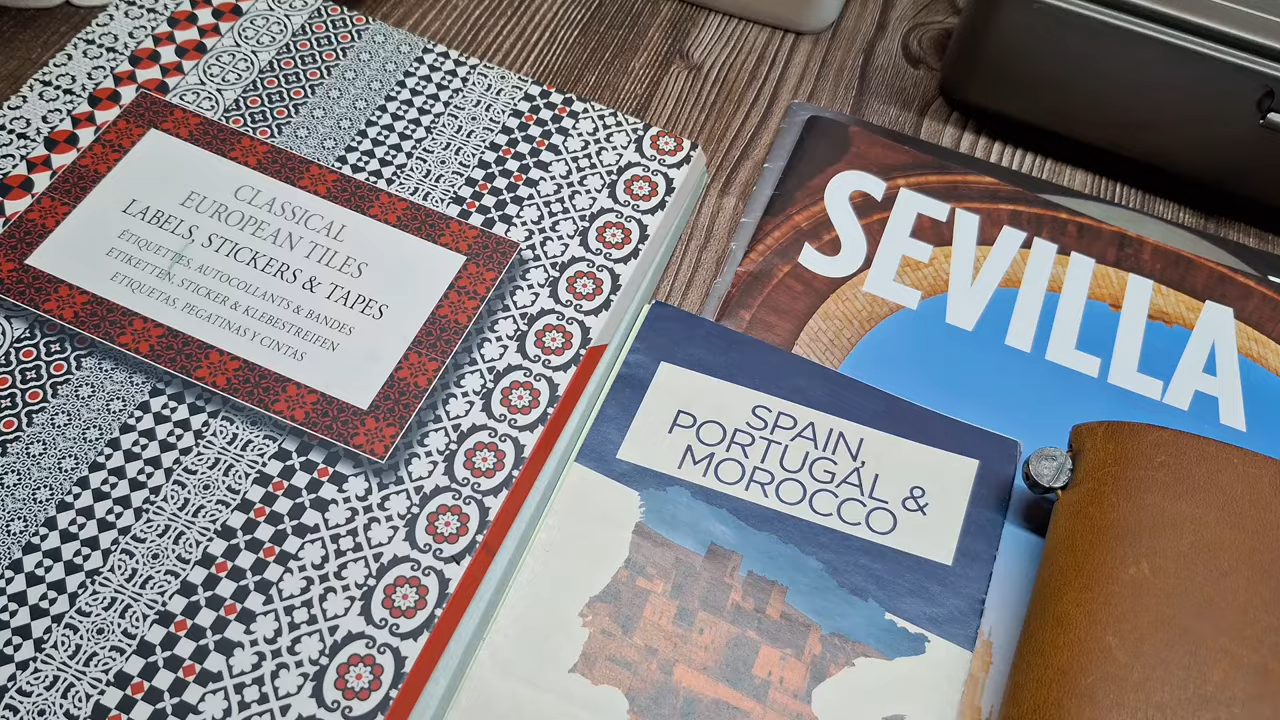 CLASSICAL
EUROPEAN TILES
LABELS, STICKERS & TAPES
ÉTIQUETTES, AUTOCOLLANTS & BANDES
ETIKETTEN, STICKER & KLEBESTREIFEN
ETIQUETAS, PEGATINAS Y CINTAS
SEVILLA
SPAIN,
PORTUGAL &
MOROCCO